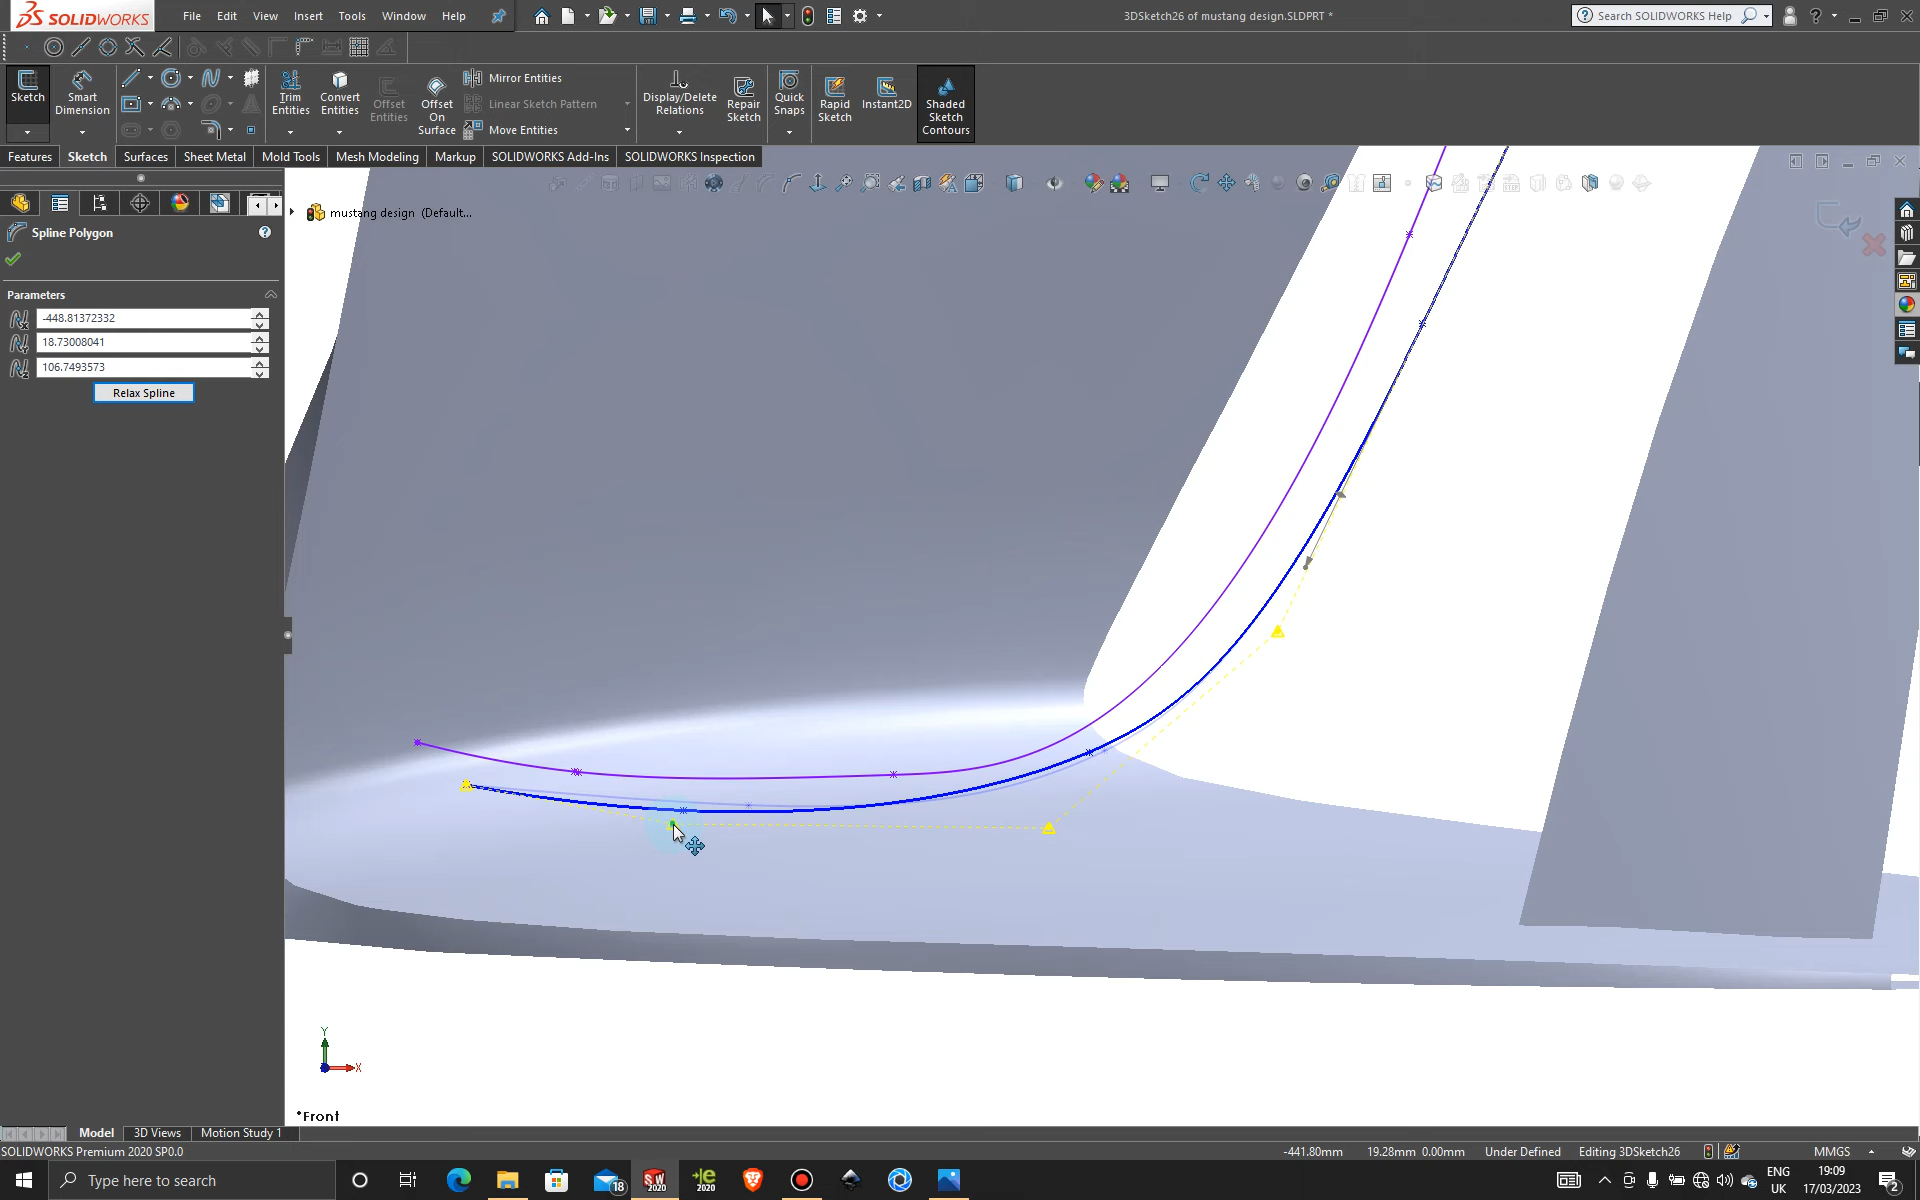 SOLIDWORKS File Edit View Insert Tools Window Help
3DSketch26 of mustang design.SLDPRT *
Search SOLIDWORKS Help
Sketch
Smart Dimension
Trim Entities
Convert Entities
Offset Entities
Offset On Surface
Mirror Entities
Linear Sketch Pattern
Move Entities
Display/Delete Relations
Repair Sketch
Quick Snaps
Rapid Sketch
Instant2D
Shaded Sketch Contours
Features Sketch Surfaces Sheet Metal Mold Tools Mesh Modeling Markup SOLIDWORKS Add-Ins SOLIDWORKS Inspection
mustang design (Default...
Spline Polygon
Parameters
-448.81372332
18.73008041
106.7493573
Relax Spline
Y
X
*Front
Model 3D Views Motion Study 1
SOLIDWORKS Premium 2020 SP0.0
-441.80mm 19.28mm 0.00mm Under Defined Editing 3DSketch26 MMGS
Type here to search
18
SW 2020
2020
ENG
UK
19:09
17/03/2023
2